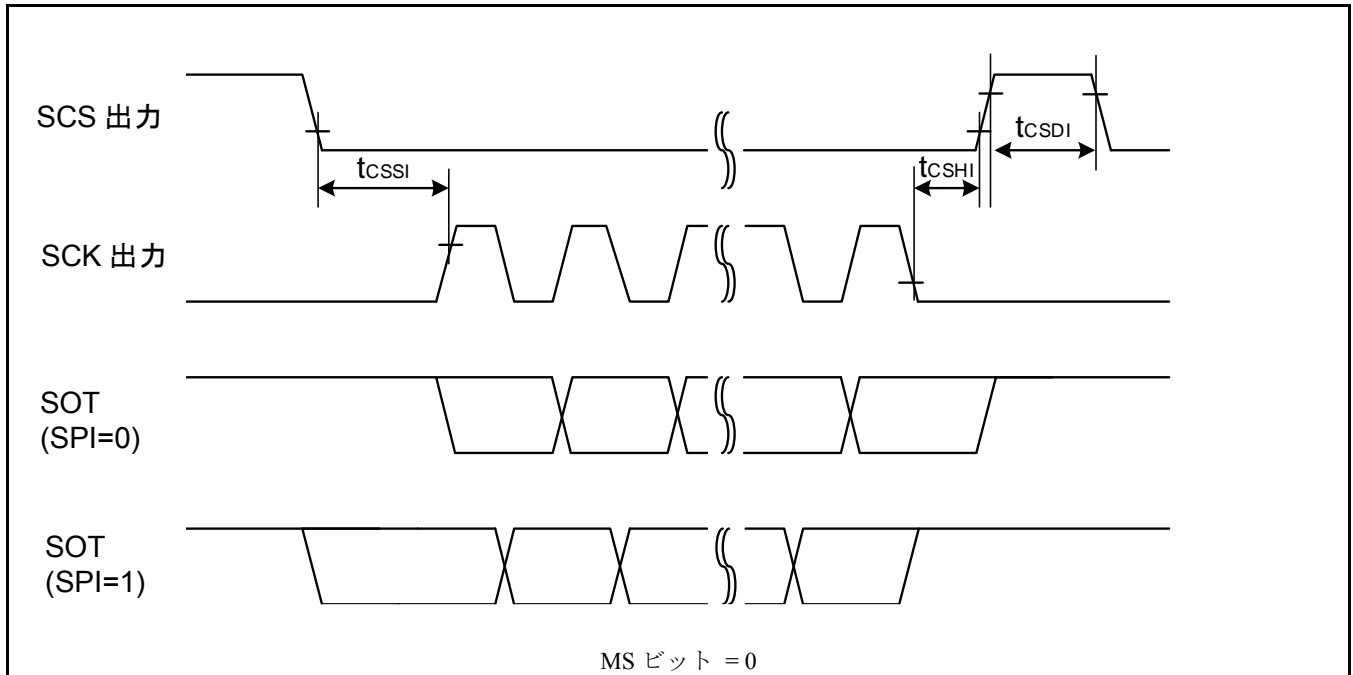 SCS 出力
tCSSI
tCSHI
tCSDI
SCK 出力
SOT
(SPI=0)
SOT
(SPI=1)
MS ビット = 0